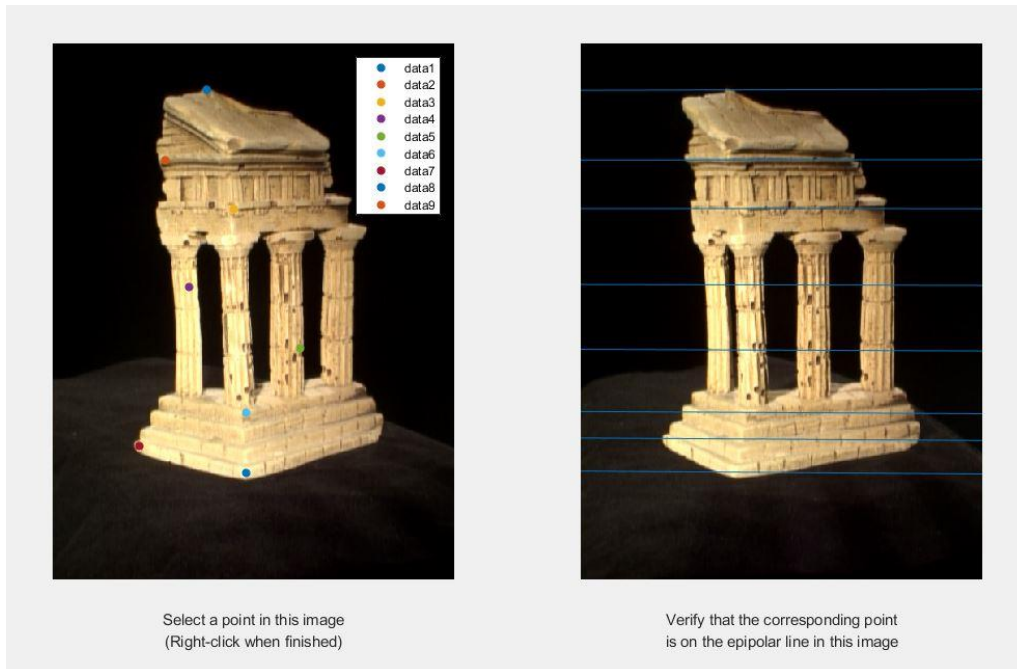 data1
data2
data3
data4
data5
data6
data7
data8
data9
Select a point in this image
(Right-click when finished)
Verify that the corresponding point
is on the epipolar line in this image